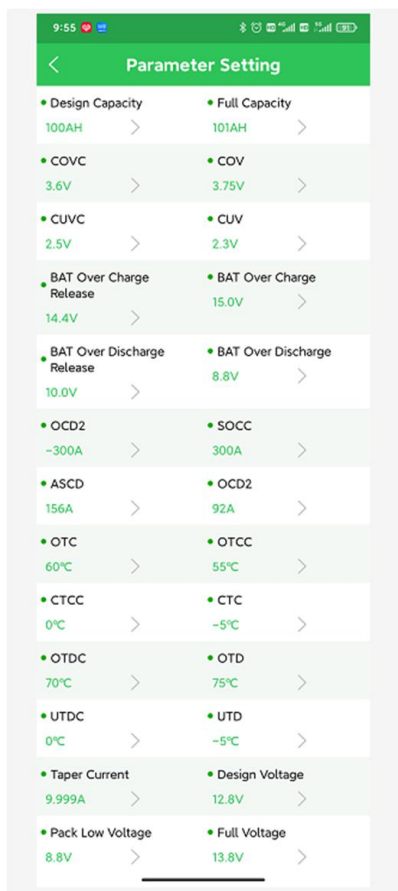 9:55
Parameter Setting
Design Capacity
Full Capacity
100AH
101AH
COVC
COV
3.6V
3.75V
CUVC
CUV
2.5V
2.3V
BAT Over Charge
Release
BAT Over Charge
14.4V
15.0V
BAT Over Discharge
Release
BAT Over Discharge
10.0V
8.8V
OCD2
SOCC
-300A
300A
ASCD
OCD2
156A
92A
OTC
OTCC
60℃
55℃
CTCC
CTC
0℃
-5℃
OTDC
OTD
70℃
75℃
UTDC
UTD
0℃
-5℃
Taper Current
Design Voltage
9.999A
12.8V
Pack Low Voltage
Full Voltage
8.8V
13.8V